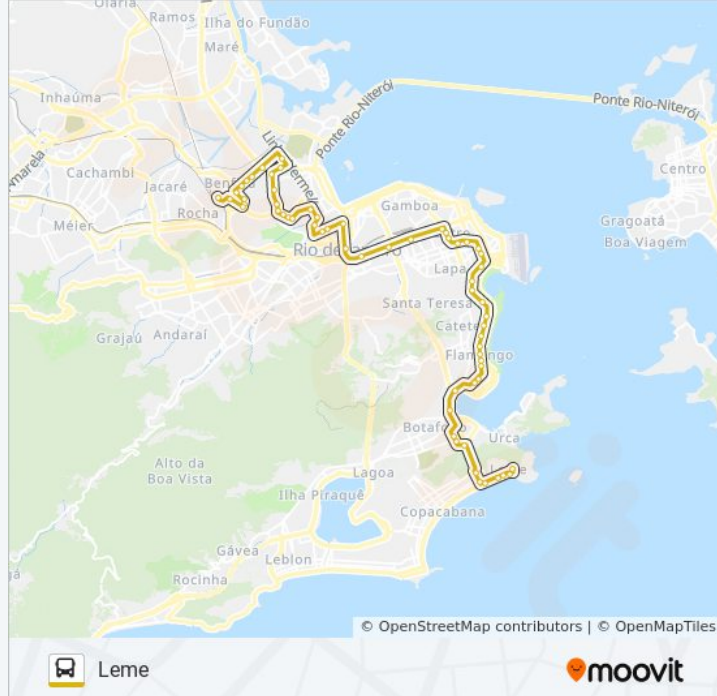 Olaria
Ramos
Ilha do Fundão
Maré
Inhaúma
Ponte Rio-Niterói
Ponte Rio-Niterói
Cachambi
Jacaré
Centro
Rocha
Méier
Gamboa
Gragoatá
Boa Viagem
Lapa
Santa Teresa
Catete
Grajaú
Andaraí
Flamengo
Botafogo
Urca
Alto da
Boa Vista
Lagoa
Ilha Piraquê
Copacabana
Gávea
Leblon
Rocinha
© OpenStreetMap contributors | © OpenMapTiles
Leme
moovit